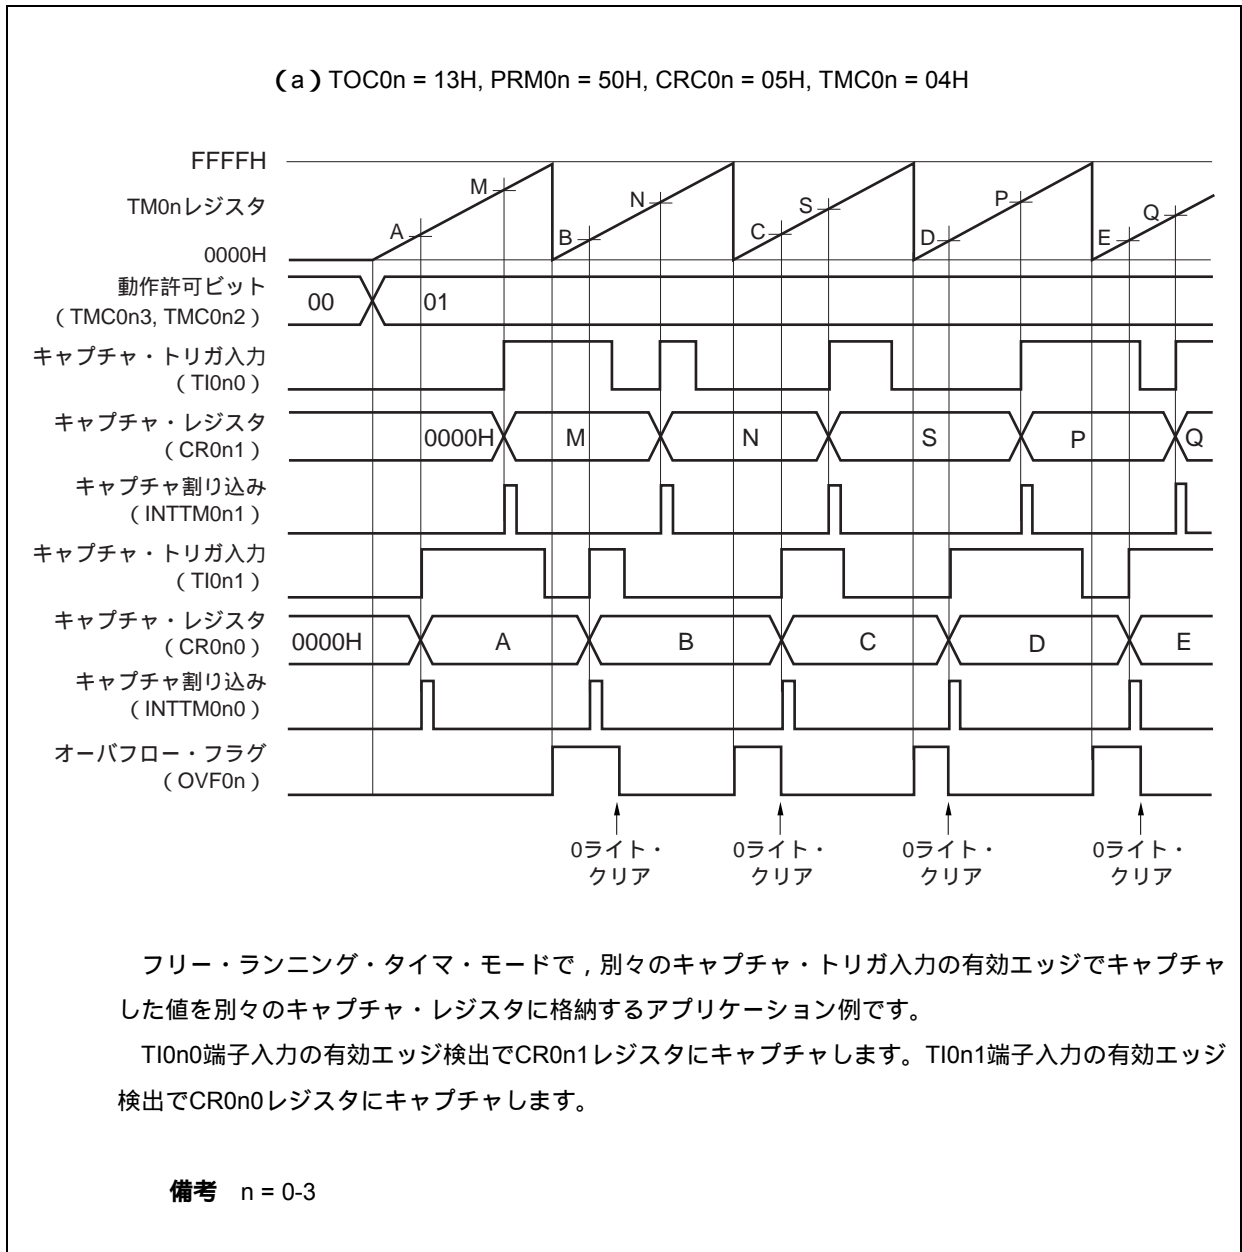 (a) TOC0n = 13H, PRM0n = 50H, CRC0n = 05H, TMC0n = 04H
FFFFH
TM0nレジスタ
0000H
A
M
B
N
C
S
D
P
E
Q
動作許可ビット
(TMC0n3, TMC0n2)
00
01
キャプチャ・トリガ入力
(TI0n0)
キャプチャ・レジスタ
(CR0n1)
0000H
M
N
S
P
Q
キャプチャ割り込み
(INTTM0n1)
キャプチャ・トリガ入力
(TI0n1)
キャプチャ・レジスタ
(CR0n0)
0000H
A
B
C
D
E
キャプチャ割り込み
(INTTM0n0)
オーバフロー・フラグ
(OVF0n)
0ライト・
クリア
0ライト・
クリア
0ライト・
クリア
0ライト・
クリア
フリー・ランニング・タイマ・モードで，別々のキャプチャ・トリガ入力の有効エッジでキャプチャ
した値を別々のキャプチャ・レジスタに格納するアプリケーション例です。
TI0n0端子入力の有効エッジ検出でCR0n1レジスタにキャプチャします。TI0n1端子入力の有効エッジ
検出でCR0n0レジスタにキャプチャします。
備考 n = 0-3